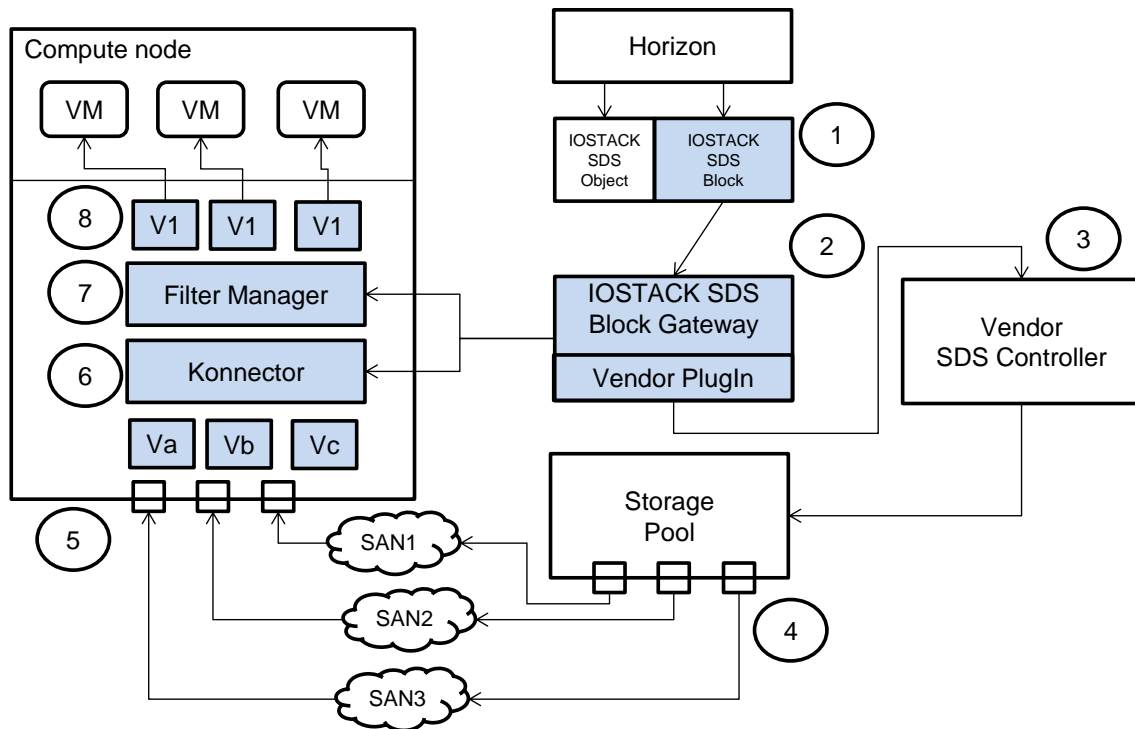 Compute node
VM
VM
VM
8
V1
V1
V1
7
Filter Manager
6
Konnector
Va
Vb
Vc
5
Horizon
IOSTACK
SDS
Object
IOSTACK
SDS
Block
1
2
IOSTACK SDS
Block Gateway
Vendor PlugIn
3
Vendor
SDS Controller
Storage
Pool
4
SAN1
SAN2
SAN3